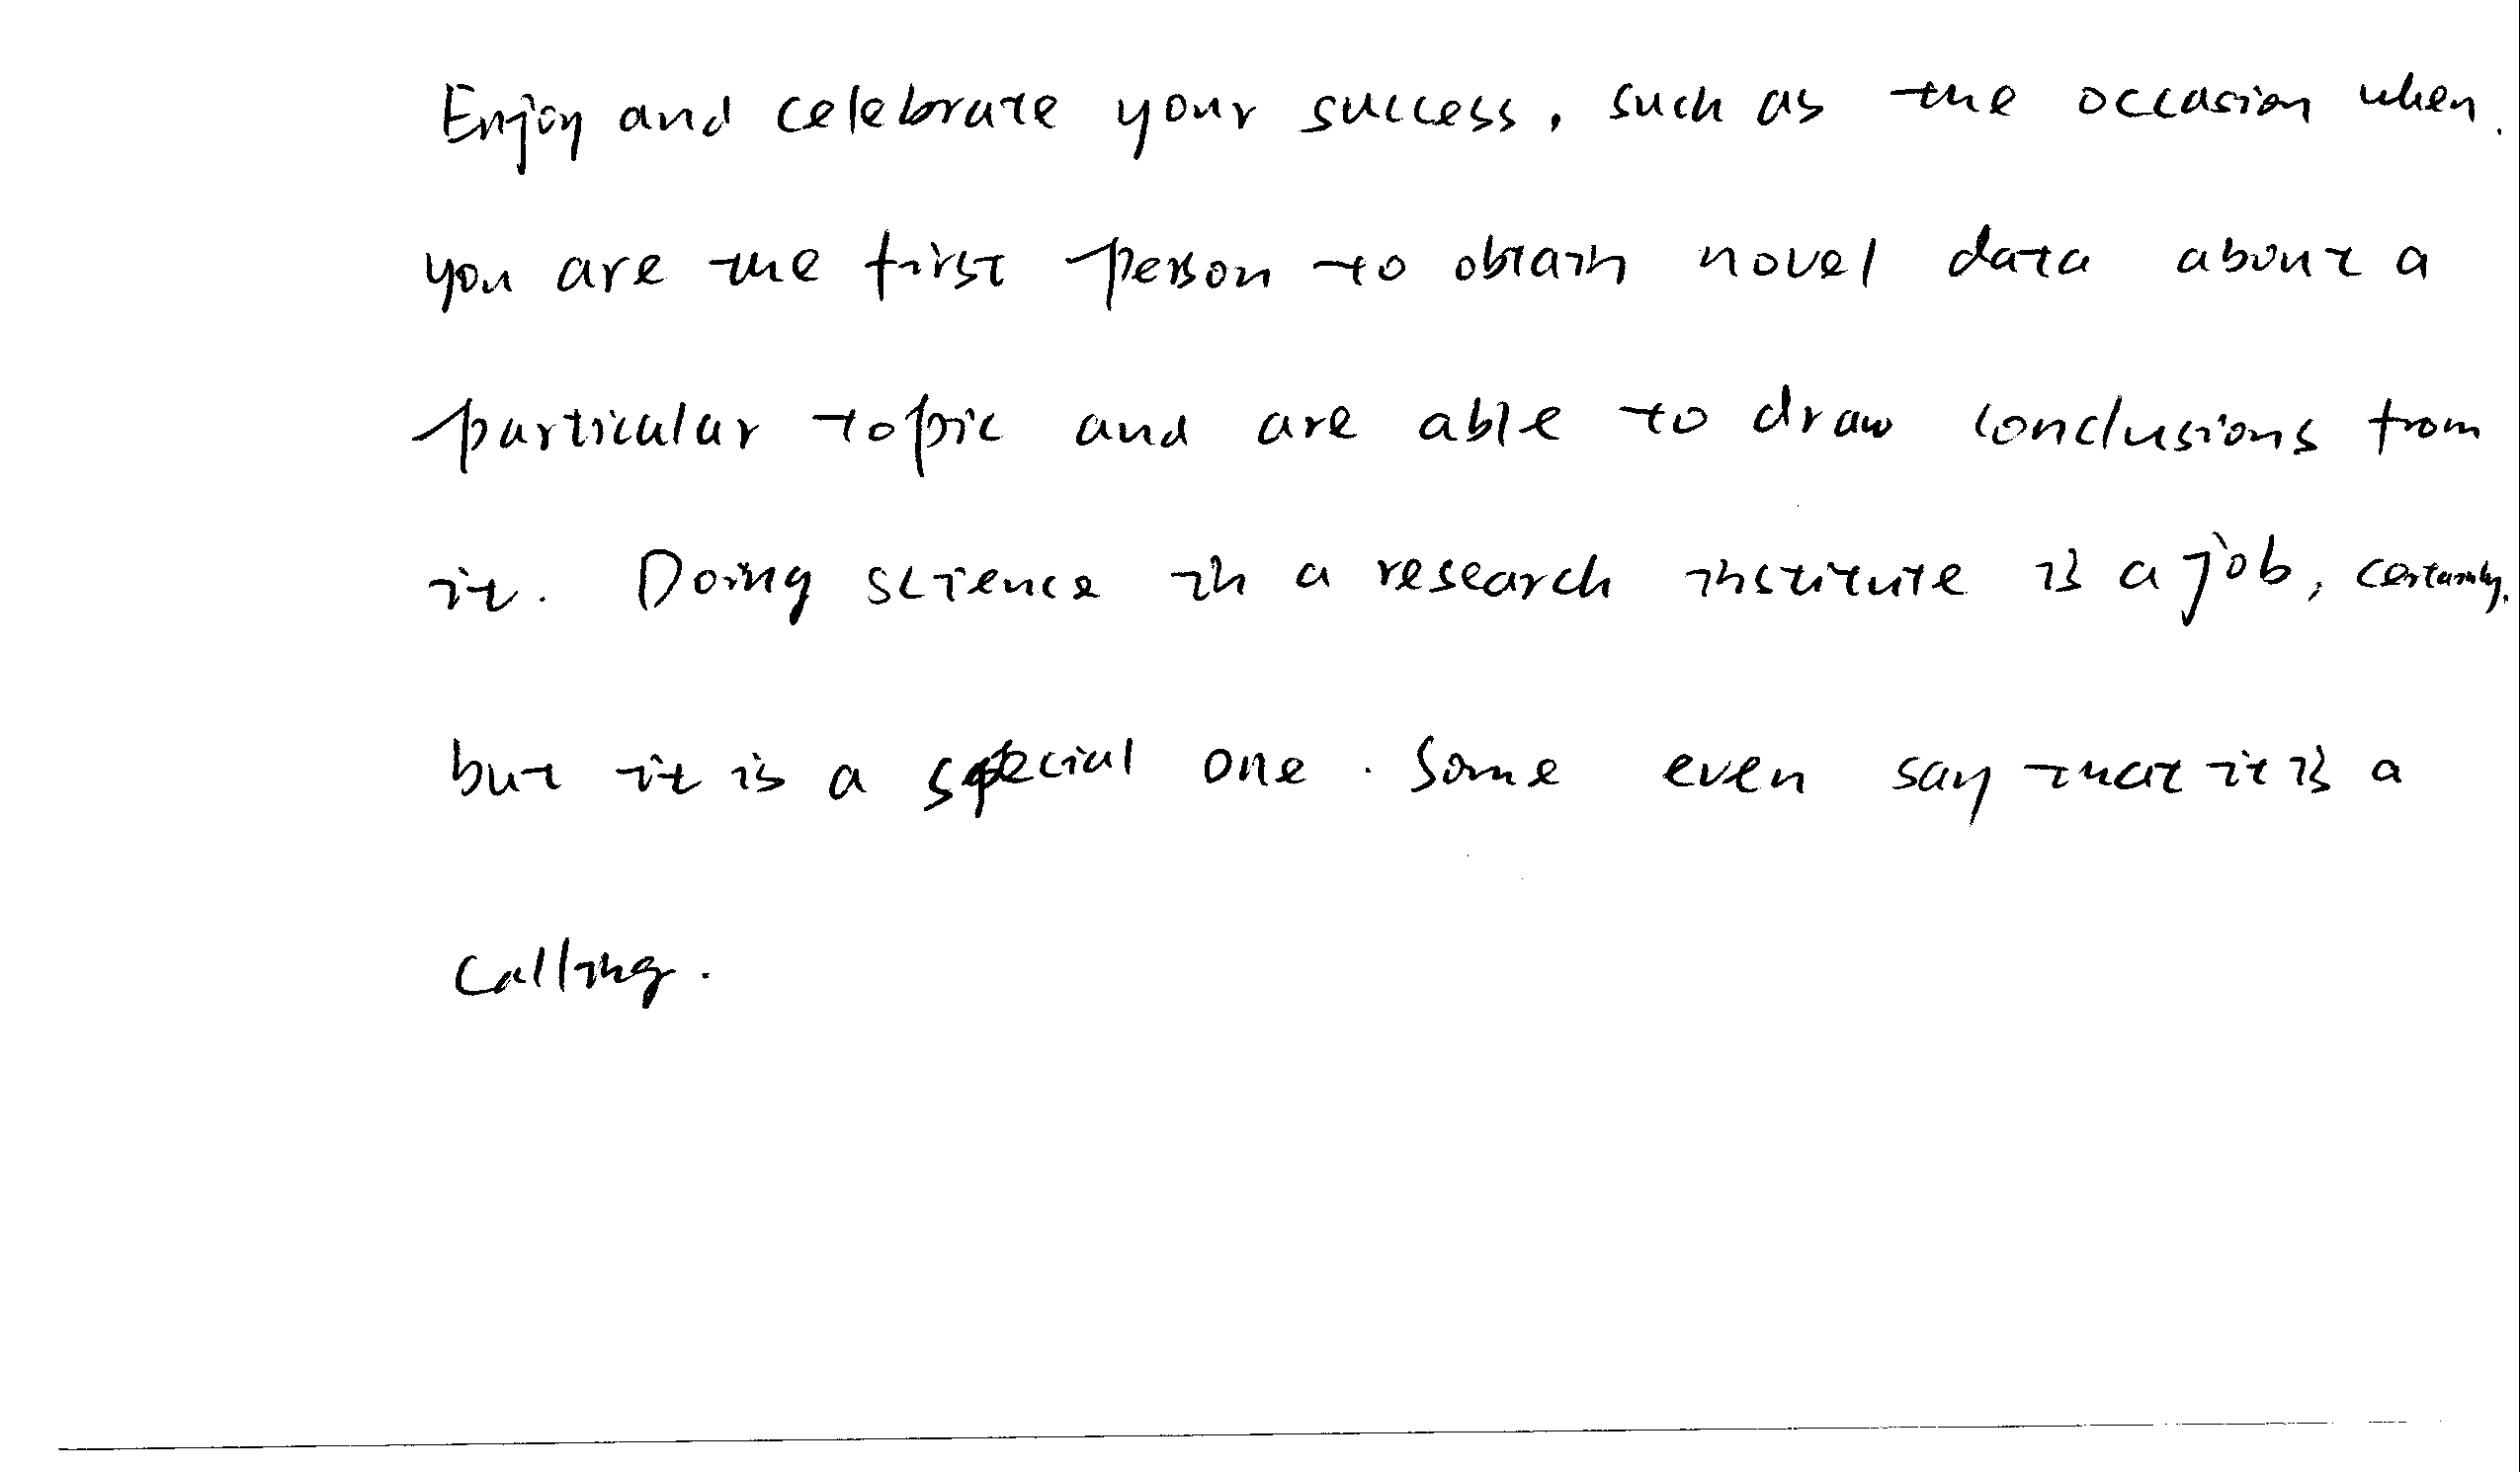 Enjoy and celebrate your success, such as the occasion when
you are the first person to obtain novel data about a
particular topic and are able to draw conclusions from
it. Doing science in a research institute is a job, certainly,
but it is a special one. Some even say that it is a
calling.